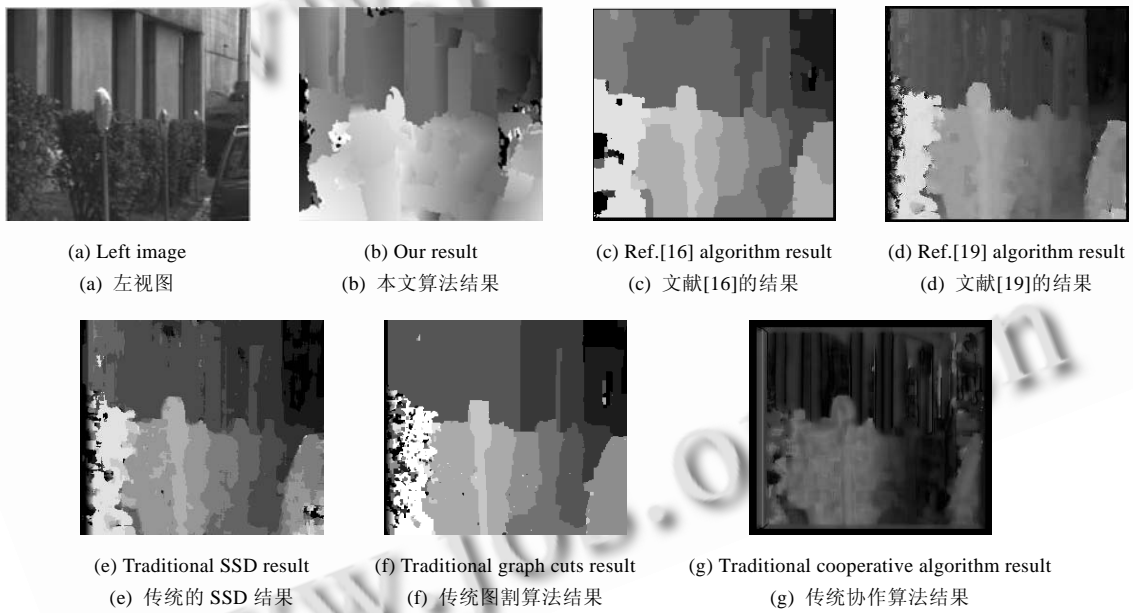 (a) Left image
(b) Our result
(c) Ref.[16] algorithm result
(d) Ref.[19] algorithm result
(a) 左视图
(b) 本文算法结果
(c) 文献[16]的结果
(d) 文献[19]的结果
(e) Traditional SSD result
(f) Traditional graph cuts result
(g) Traditional cooperative algorithm result
(e) 传统的 SSD 结果
(f) 传统图割算法结果
(g) 传统协作算法结果